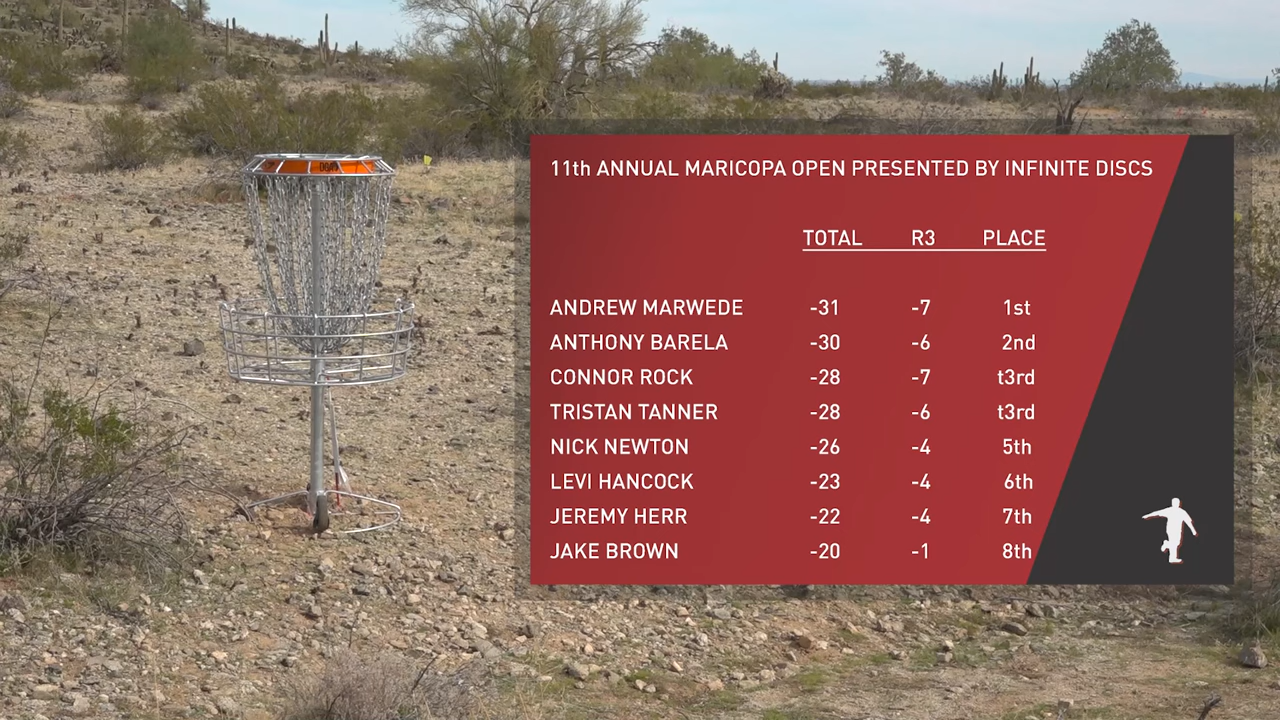 11th ANNUAL MARICOPA OPEN PRESENTED BY INFINITE DISCS
TOTAL R3 PLACE
ANDREW MARWEDE -31 -7 1st
ANTHONY BARELA -30 -6 2nd
CONNOR ROCK -28 -7 t3rd
TRISTAN TANNER -28 -6 t3rd
NICK NEWTON -26 -4 5th
LEVI HANCOCK -23 -4 6th
JEREMY HERR -22 -4 7th
JAKE BROWN -20 -1 8th